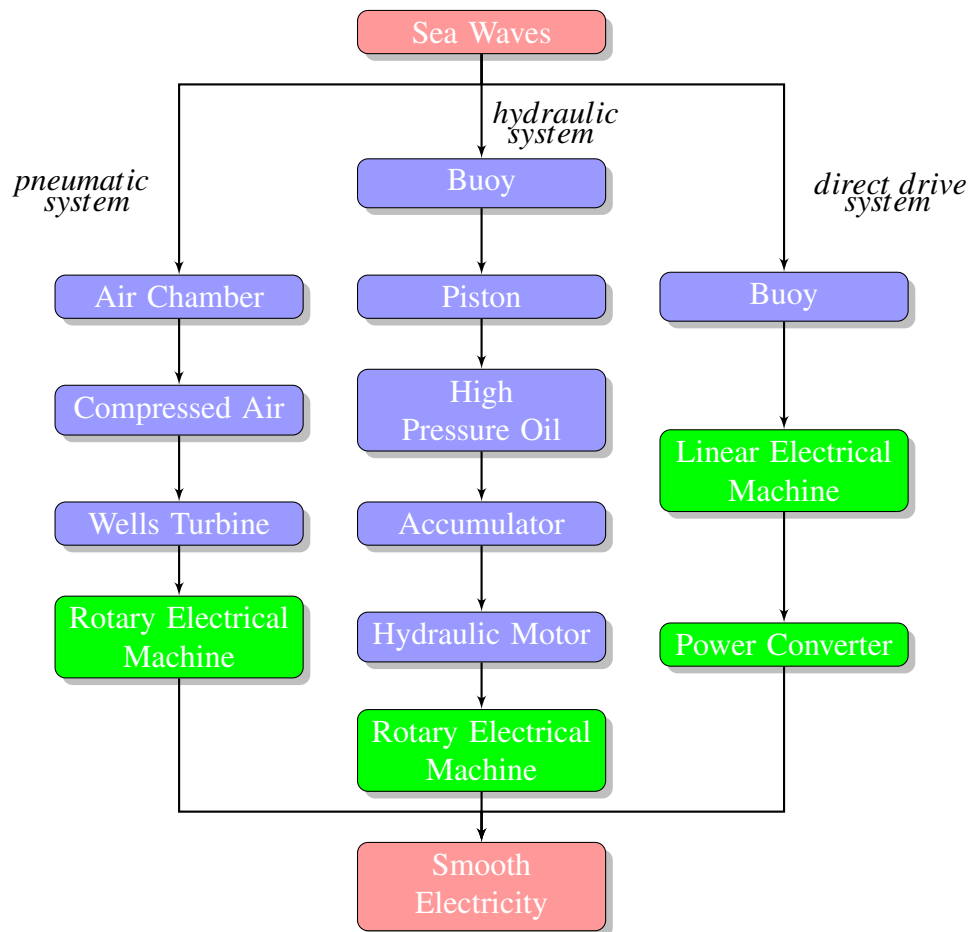 Sea Waves
hydraulic
system
pneumatic
system
Buoy
direct drive
system
Air Chamber
Piston
Buoy
Compressed Air
High
Pressure Oil
Linear Electrical
Machine
Wells Turbine
Accumulator
Rotary Electrical
Machine
Hydraulic Motor
Power Converter
Rotary Electrical
Machine
Smooth
Electricity